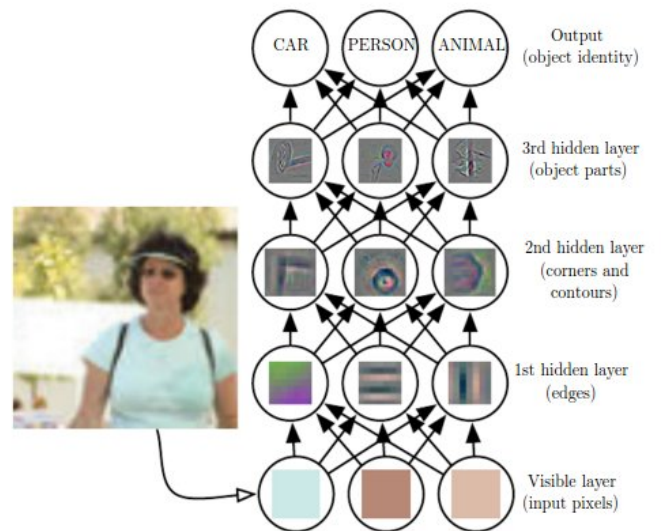 CAR PERSON ANIMAL
Output
(object identity)
3rd hidden layer
(object parts)
2nd hidden layer
(corners and
contours)
1st hidden layer
(edges)
Visible layer
(input pixels)